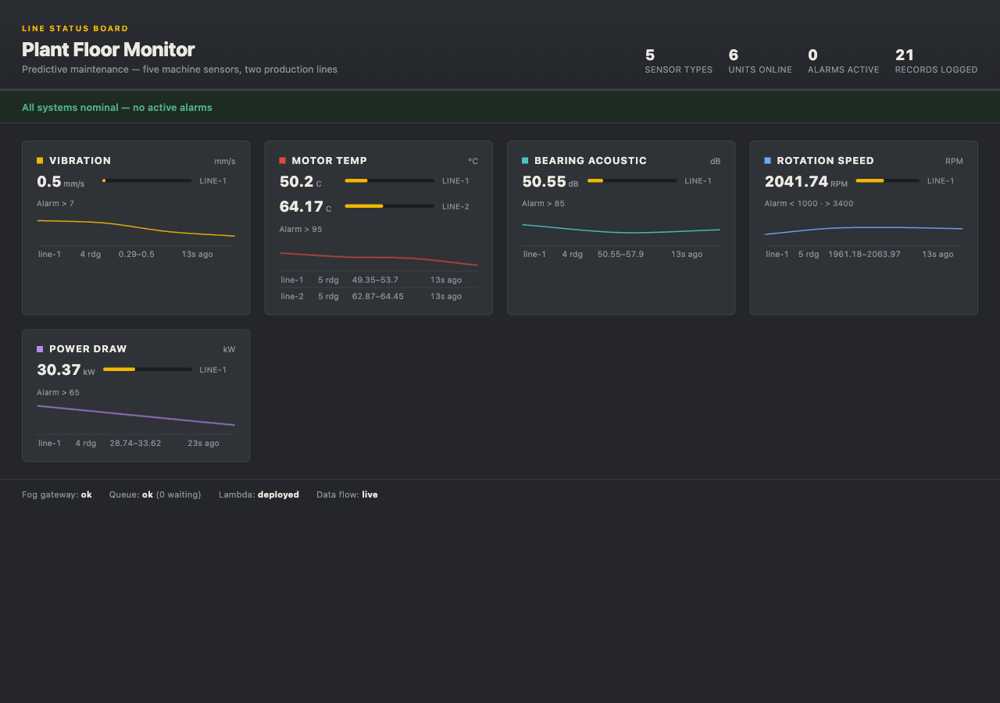 LINE STATUS BOARD
Plant Floor Monitor
Predictive maintenance — five machine sensors, two production lines
5 SENSOR TYPES
6 UNITS ONLINE
0 ALARMS ACTIVE
21 RECORDS LOGGED
All systems nominal — no active alarms
VIBRATION mm/s
0.5 mm/s LINE-1
Alarm > 7
line-1 4 rdg 0.29–0.5 13s ago
MOTOR TEMP °C
50.2 C LINE-1
64.17 C LINE-2
Alarm > 95
line-1 5 rdg 49.35–53.7 13s ago
line-2 5 rdg 62.87–64.45 13s ago
BEARING ACOUSTIC dB
50.55 dB LINE-1
Alarm > 85
line-1 4 rdg 50.55–57.9 13s ago
ROTATION SPEED RPM
2041.74 RPM LINE-1
Alarm < 1000 · > 3400
line-1 5 rdg 1961.18–2063.97 13s ago
POWER DRAW kW
30.37 kW LINE-1
Alarm > 65
line-1 4 rdg 28.74–33.62 23s ago
Fog gateway: ok Queue: ok (0 waiting) Lambda: deployed Data flow: live